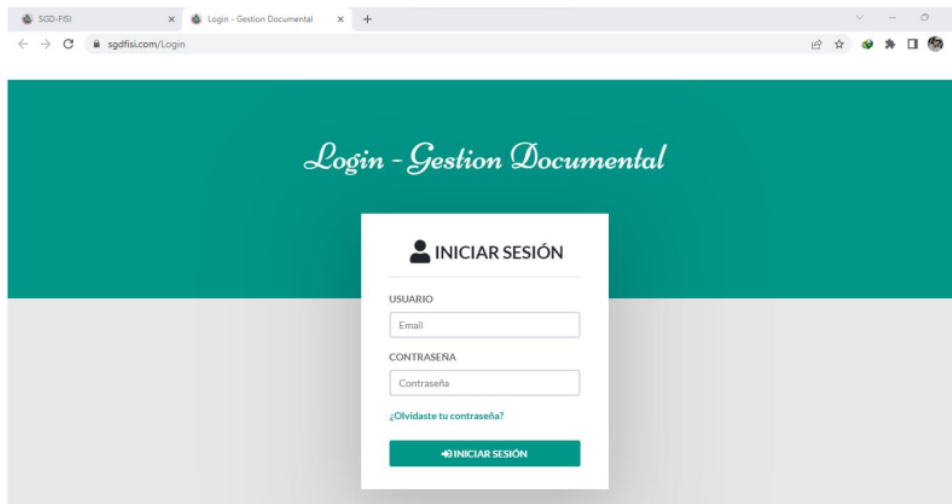 SGD-FISI
Login - Gestion Documental
sgdfisi.com/Login
Login - Gestion Documental
INICIAR SESIÓN
USUARIO
Email
CONTRASEÑA
Contraseña
¿Olvidaste tu contraseña?
INICIAR SESIÓN